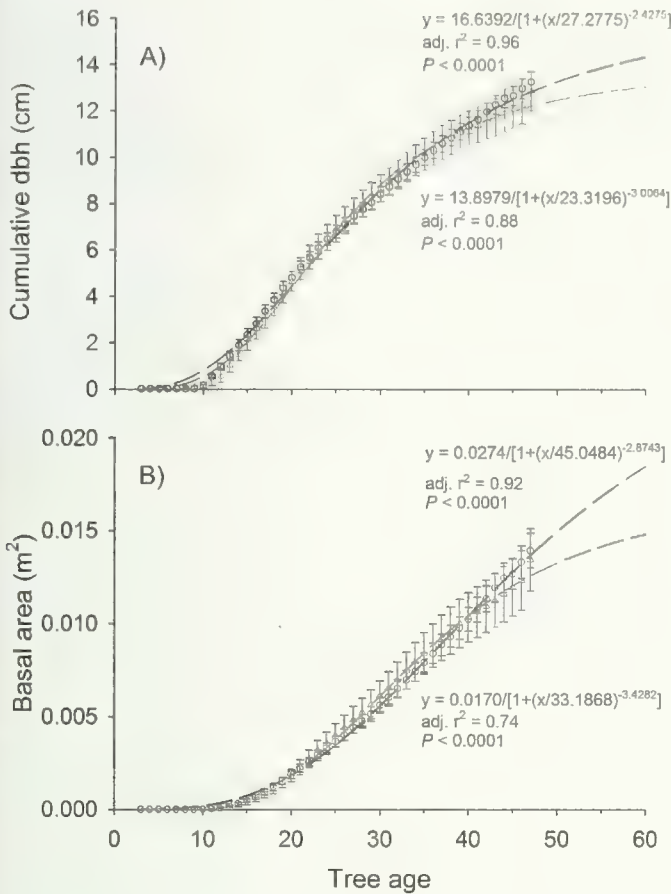 16
14
12
10
8
6
4
2
0
Cumulative dbh (cm)
A)
y = 16.6392/[1+(x/27.2775)^-2.4275]
adj. r² = 0.96
P < 0.0001
y = 13.8979/[1+(x/23.3196)^-3.0064]
adj. r² = 0.88
P < 0.0001
0.020
0.015
0.010
0.005
0.000
Basal area (m²)
B)
y = 0.0274/[1+(x/45.0484)^-2.8743]
adj. r² = 0.92
P < 0.0001
y = 0.0170/[1+(x/33.1868)^-3.4282]
adj. r² = 0.74
P < 0.0001
0 10 20 30 40 50 60
Tree age